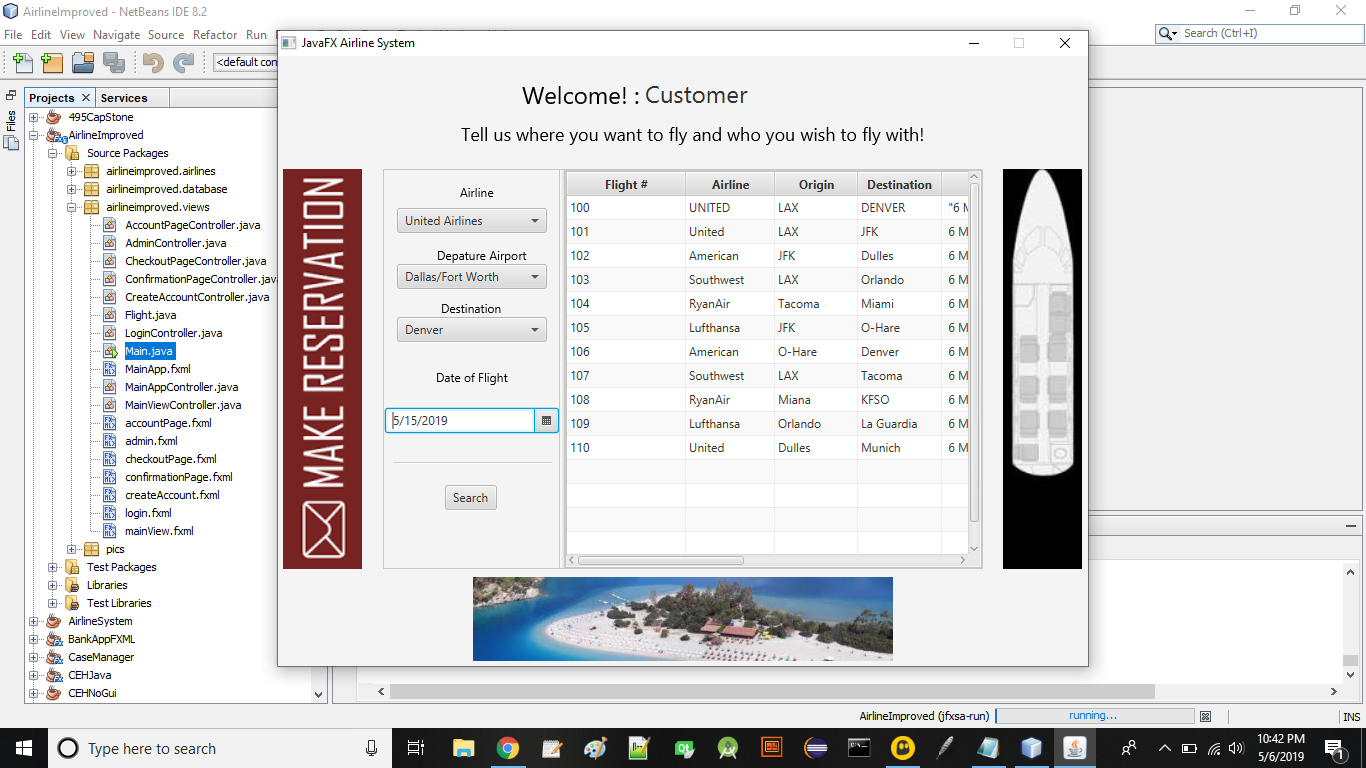 AirlineImproved - NetBeans IDE 8.2
File Edit View Navigate Source Refactor Run
Search (Ctrl+I)
<default con
Projects
Services
Files
495CapStone
AirlineImproved
Source Packages
airlineimproved.airlines
airlineimproved.database
airlineimproved.views
AccountPageController.java
AdminController.java
CheckoutPageController.java
ConfirmationPageController.java
CreateAccountController.java
Flight.java
LoginController.java
Main.java
MainApp.fxml
MainAppController.java
MainViewController.java
accountPage.fxml
admin.fxml
checkoutPage.fxml
confirmationPage.fxml
createAccount.fxml
login.fxml
mainView.fxml
pics
Test Packages
Libraries
Test Libraries
AirlineSystem
BankAppFXML
CaseManager
CEHJava
CEHNoGui
JavaFX Airline System
Welcome! : Customer
Tell us where you want to fly and who you wish to fly with!
MAKE RESERVATION
Airline
United Airlines
Depature Airport
Dallas/Fort Worth
Destination
Denver
Date of Flight
5/15/2019
Search
Flight # Airline Origin Destination
100 UNITED LAX DENVER "6 M
101 United LAX JFK 6 M
102 American JFK Dulles 6 M
103 Southwest LAX Orlando 6 M
104 RyanAir Tacoma Miami 6 M
105 Lufthansa JFK O-Hare 6 M
106 American O-Hare Denver 6 M
107 Southwest LAX Tacoma 6 M
108 RyanAir Miana KFSO 6 M
109 Lufthansa Orlando La Guardia 6 M
110 United Dulles Munich 6 M
AirlineImproved (jfxsa-run)
running...
INS
Type here to search
10:42 PM
5/6/2019
1